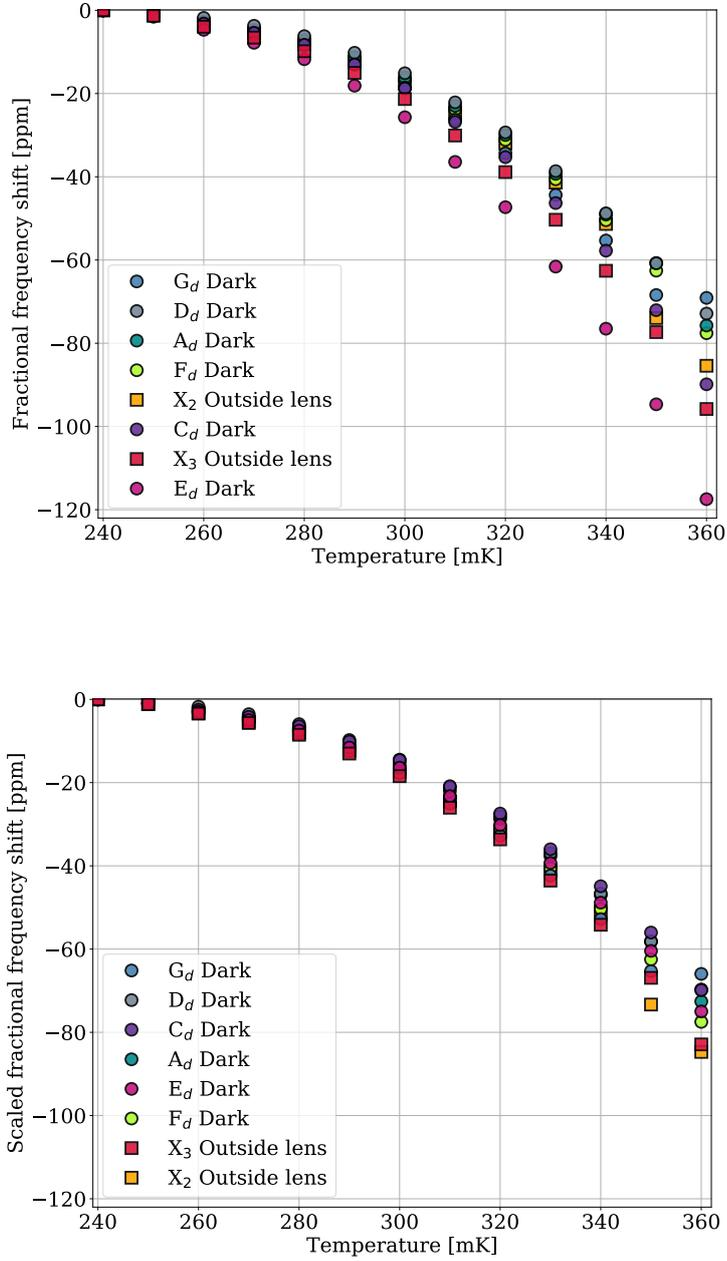 0
−20
−40
−60
−80
−100
−120
Fractional frequency shift [ppm]
G_d Dark
D_d Dark
A_d Dark
F_d Dark
X_2 Outside lens
C_d Dark
X_3 Outside lens
E_d Dark
240 260 280 300 320 340 360
Temperature [mK]
0
−20
−40
−60
−80
−100
−120
Scaled fractional frequency shift [ppm]
G_d Dark
D_d Dark
C_d Dark
A_d Dark
E_d Dark
F_d Dark
X_3 Outside lens
X_2 Outside lens
240 260 280 300 320 340 360
Temperature [mK]